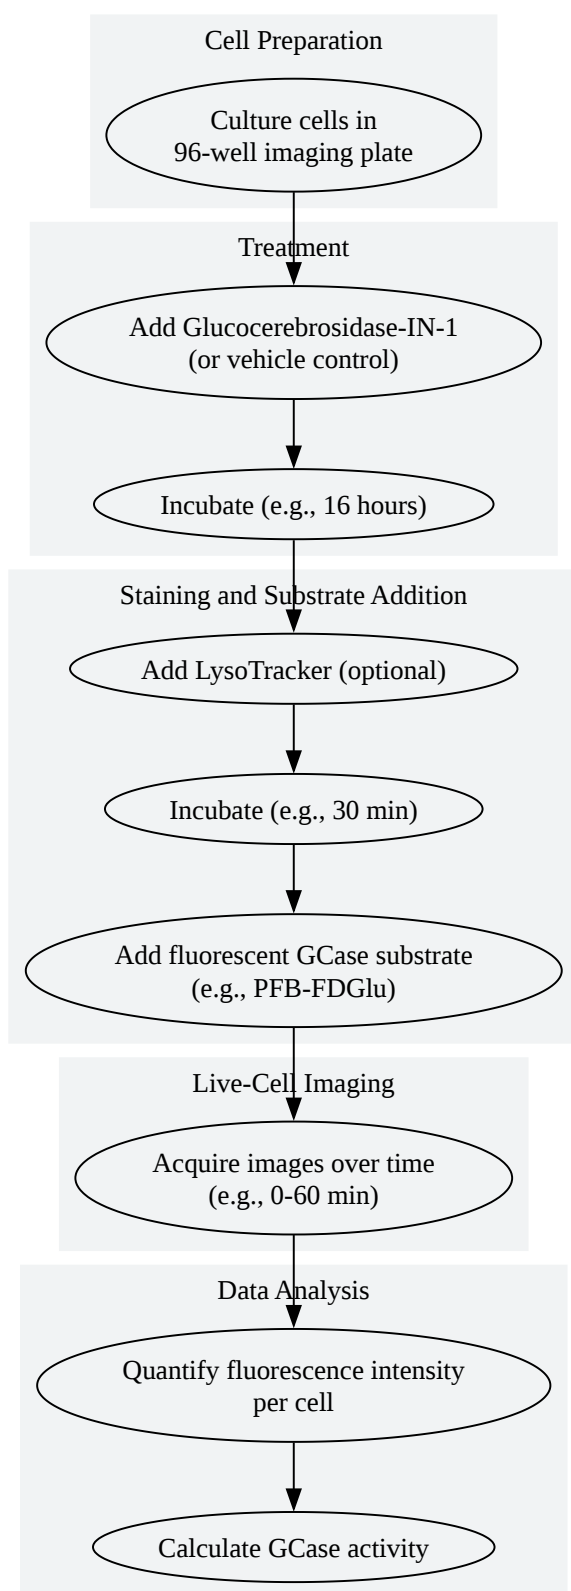 Cell Preparation
Culture cells in
96-well imaging plate
Treatment
Add Glucocerebrosidase-IN-1
(or vehicle control)
Incubate (e.g., 16 hours)
Staining and Substrate Addition
Add LysoTracker (optional)
Incubate (e.g., 30 min)
Add fluorescent GCase substrate
(e.g., PFB-FDGlu)
Live-Cell Imaging
Acquire images over time
(e.g., 0-60 min)
Data Analysis
Quantify fluorescence intensity
per cell
Calculate GCase activity